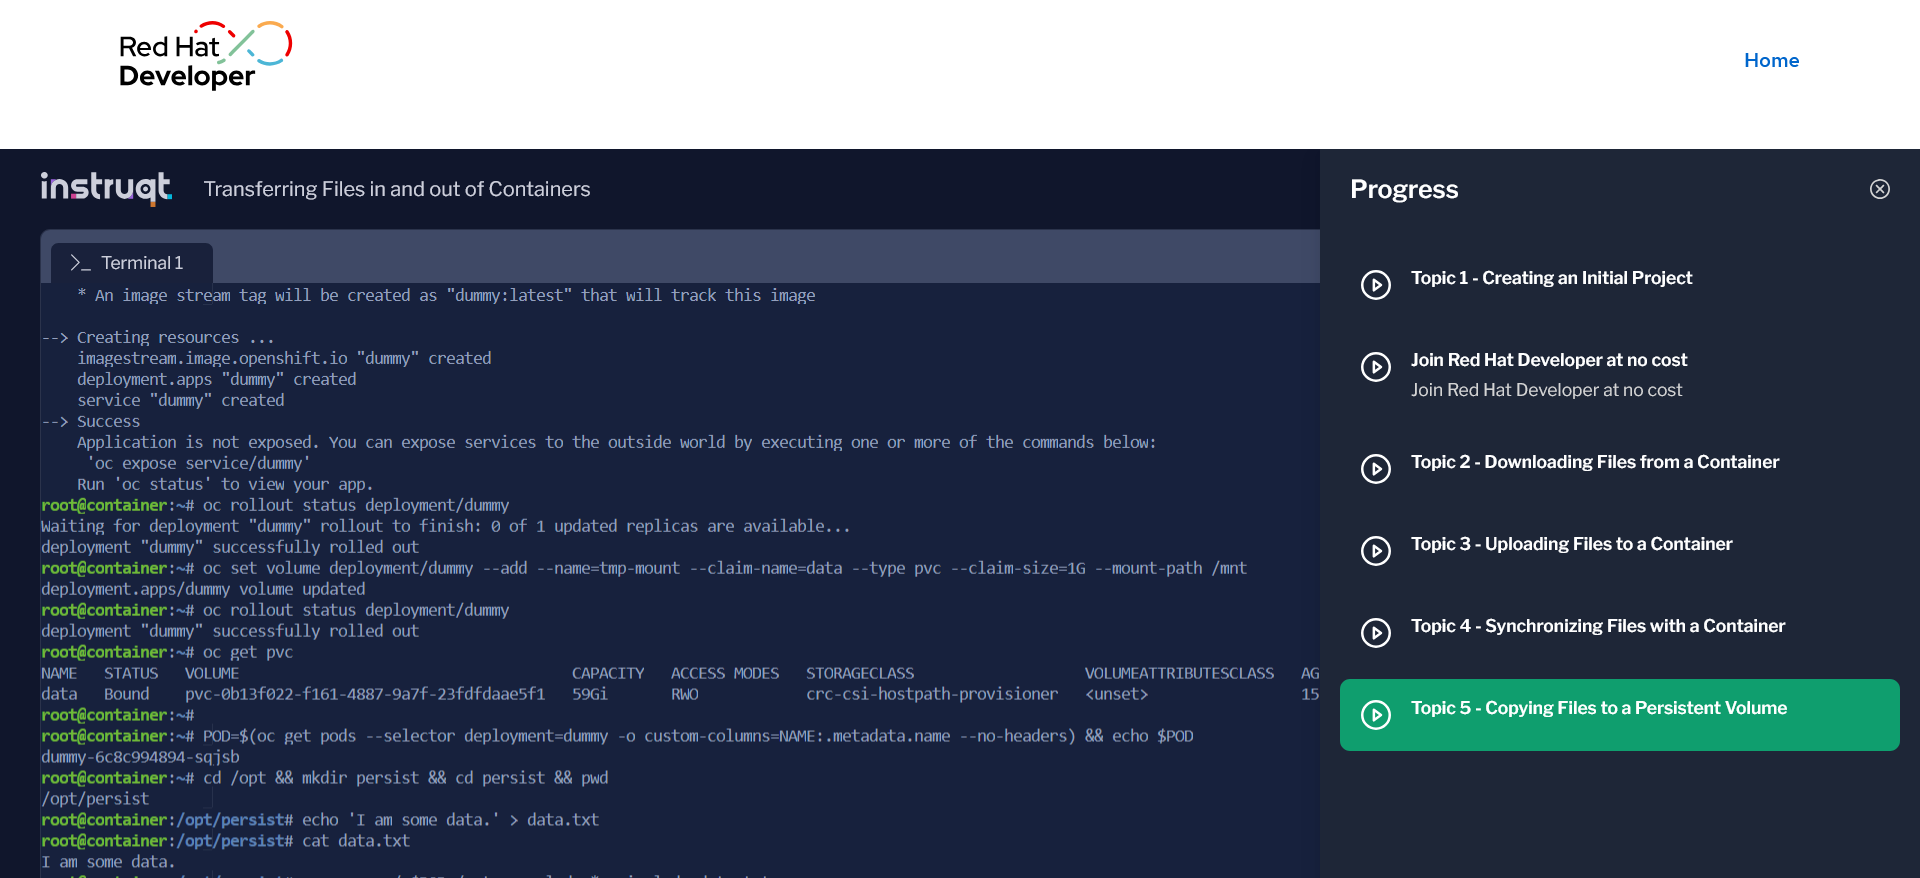 Red Hat
Developer
Home
instruqt
Transferring Files in and out of Containers
>_ Terminal 1
* An image stream tag will be created as "dummy:latest" that will track this image
--> Creating resources ...
imagestream.image.openshift.io "dummy" created
deployment.apps "dummy" created
service "dummy" created
--> Success
Application is not exposed. You can expose services to the outside world by executing one or more of the commands below:
'oc expose service/dummy'
Run 'oc status' to view your app.
root@container:~# oc rollout status deployment/dummy
Waiting for deployment "dummy" rollout to finish: 0 of 1 updated replicas are available...
deployment "dummy" successfully rolled out
root@container:~# oc set volume deployment/dummy --add --name=tmp-mount --claim-name=data --type pvc --claim-size=1G --mount-path /mnt
deployment.apps/dummy volume updated
root@container:~# oc rollout status deployment/dummy
deployment "dummy" successfully rolled out
root@container:~# oc get pvc
NAME STATUS VOLUME CAPACITY ACCESS MODES STORAGECLASS VOLUMEATTRIBUTESCLASS AG
data Bound pvc-0b13f022-f161-4887-9a7f-23fdfdaae5f1 59Gi RWO crc-csi-hostpath-provisioner <unset> 15
root@container:~#
root@container:~# POD=$(oc get pods --selector deployment=dummy -o custom-columns=NAME:.metadata.name --no-headers) && echo $POD
dummy-6c8c994894-sqjsb
root@container:~# cd /opt && mkdir persist && cd persist && pwd
/opt/persist
root@container:/opt/persist# echo 'I am some data.' > data.txt
root@container:/opt/persist# cat data.txt
I am some data.
Progress
Topic 1 - Creating an Initial Project
Join Red Hat Developer at no cost
Join Red Hat Developer at no cost
Topic 2 - Downloading Files from a Container
Topic 3 - Uploading Files to a Container
Topic 4 - Synchronizing Files with a Container
Topic 5 - Copying Files to a Persistent Volume